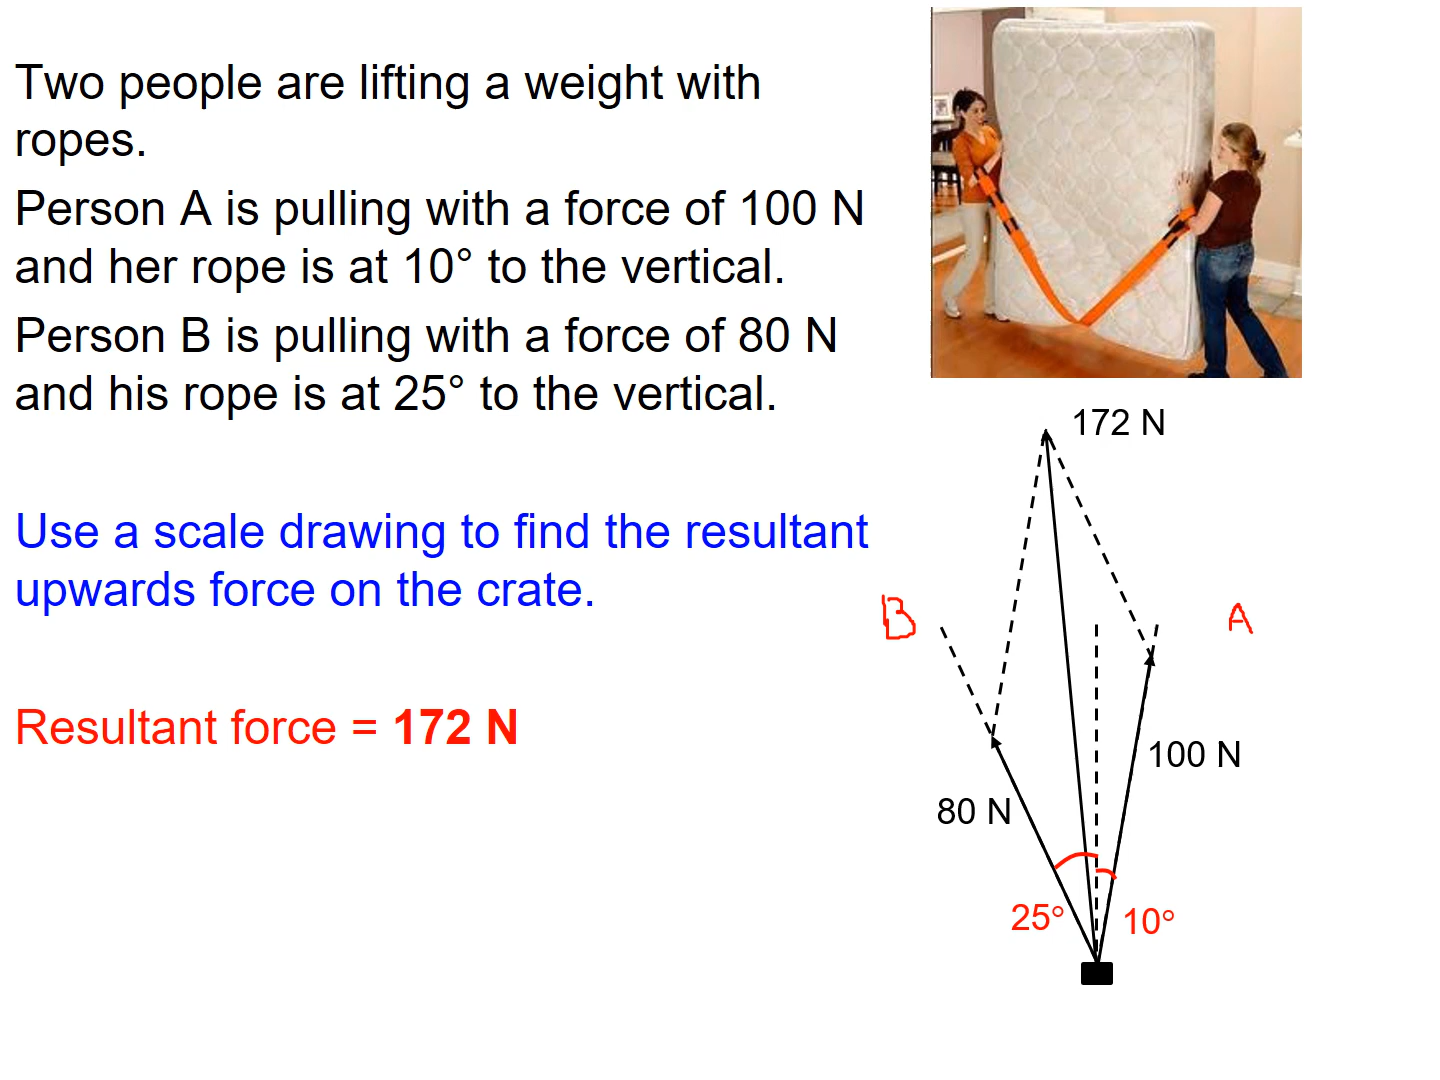 Two people are lifting a weight with
ropes.
Person A is pulling with a force of 100 N
and her rope is at 10° to the vertical.
Person B is pulling with a force of 80 N
and his rope is at 25° to the vertical.
Use a scale drawing to find the resultant
upwards force on the crate.
Resultant force = 172 N
172 N
B
A
100 N
80 N
25°
10°